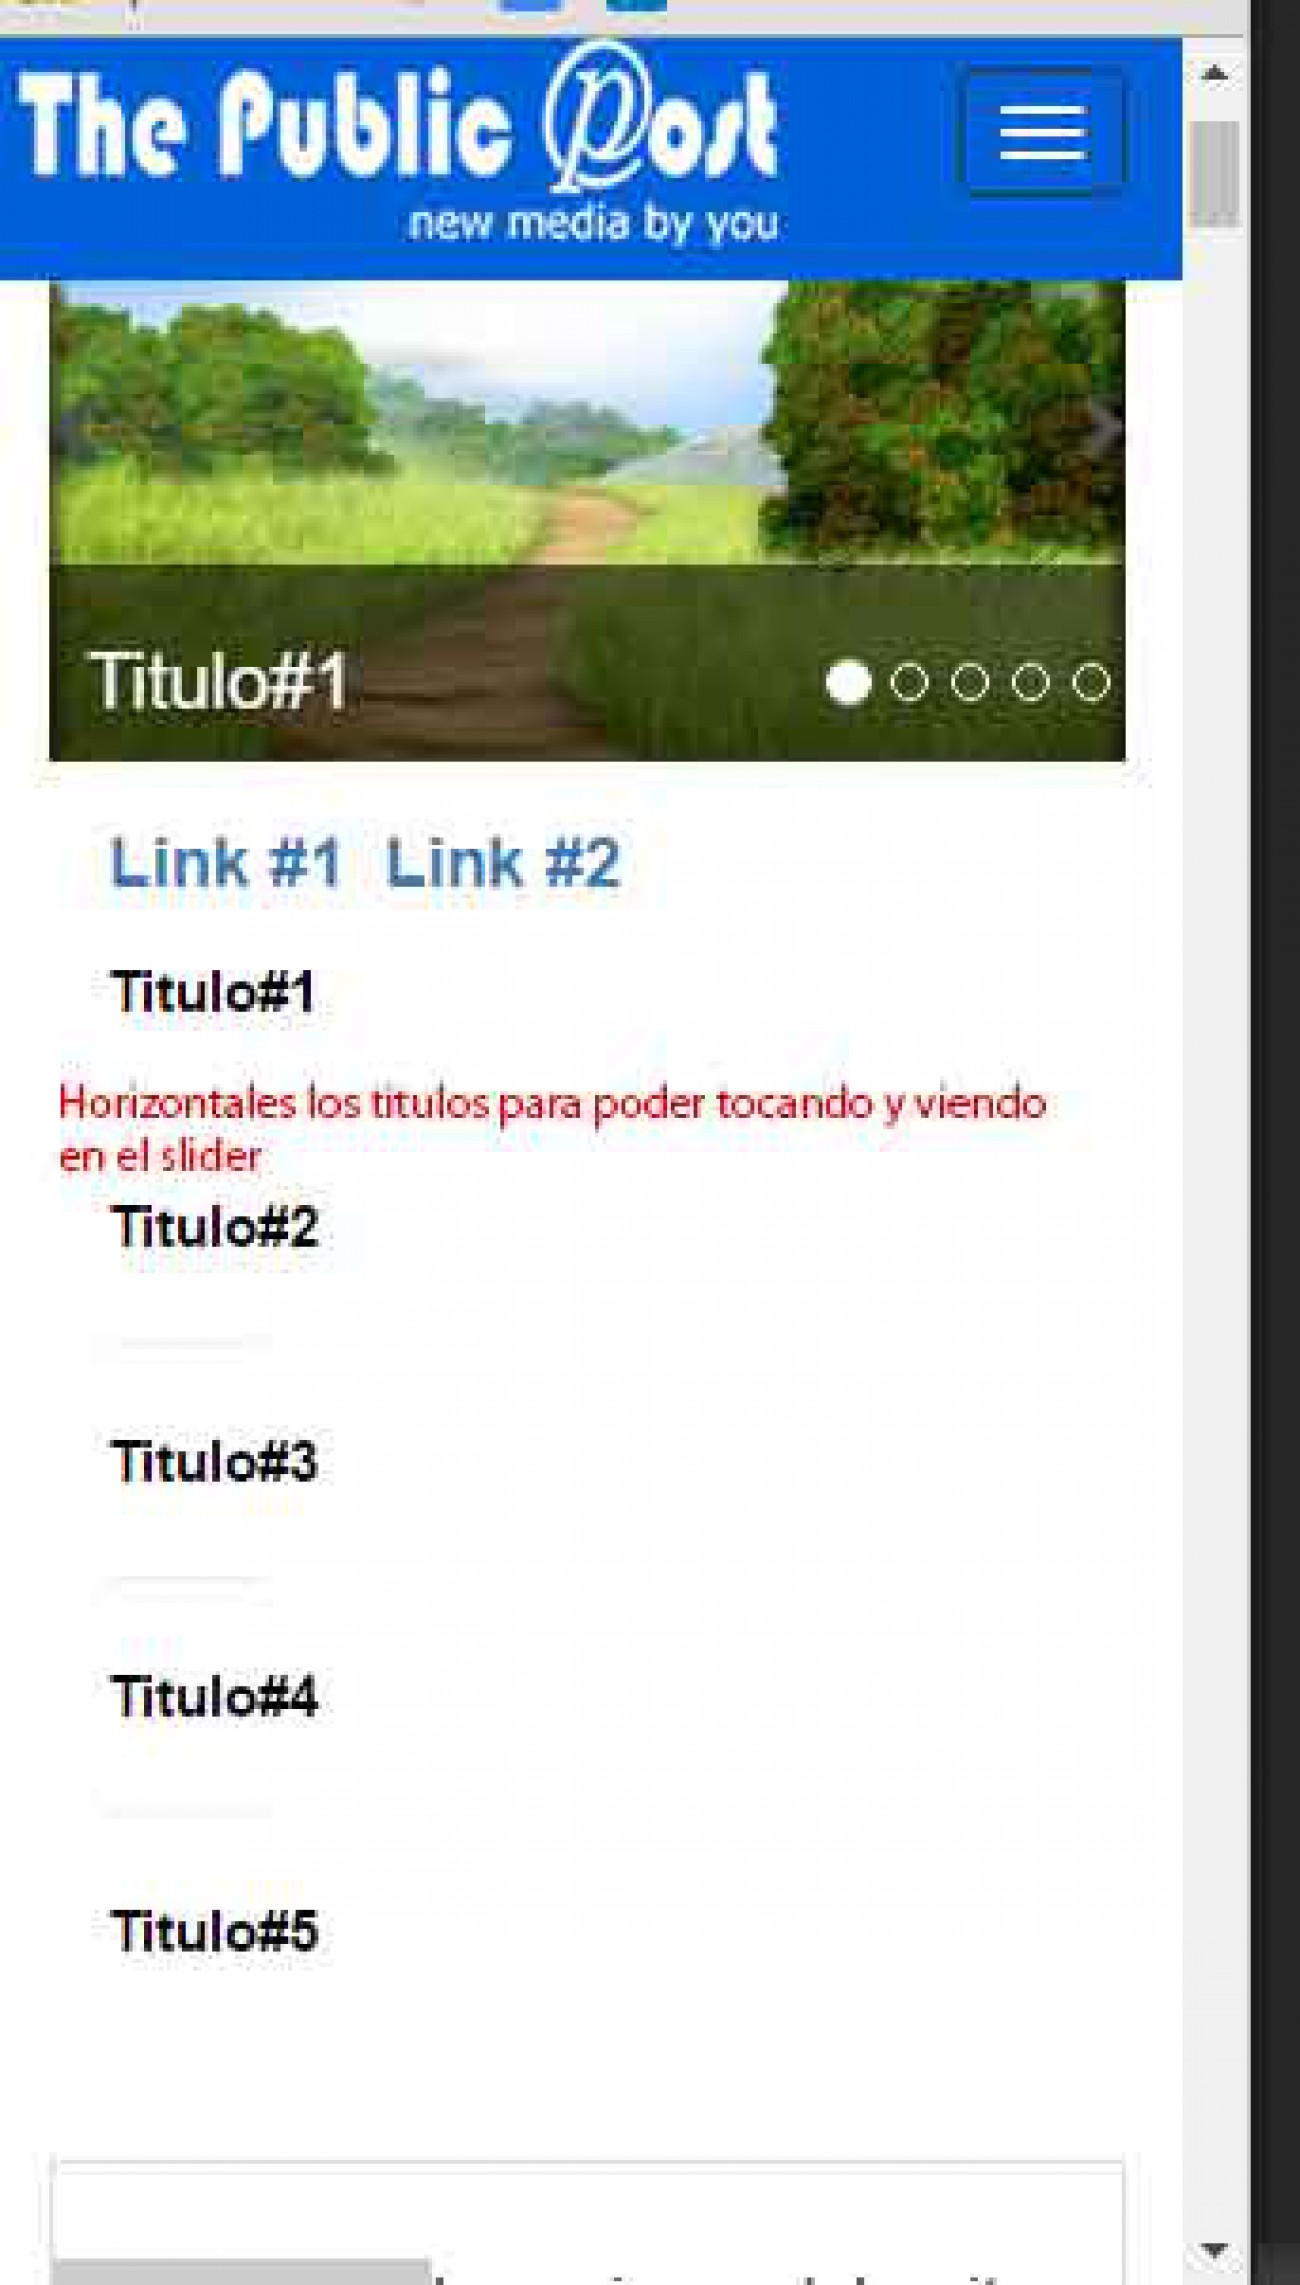 The Public Post
new media by you
Titulo#1
Link #1 Link #2
Titulo#1
Horizontales los titulos para poder tocando y viendo
en el slider
Titulo#2
Titulo#3
Titulo#4
Titulo#5